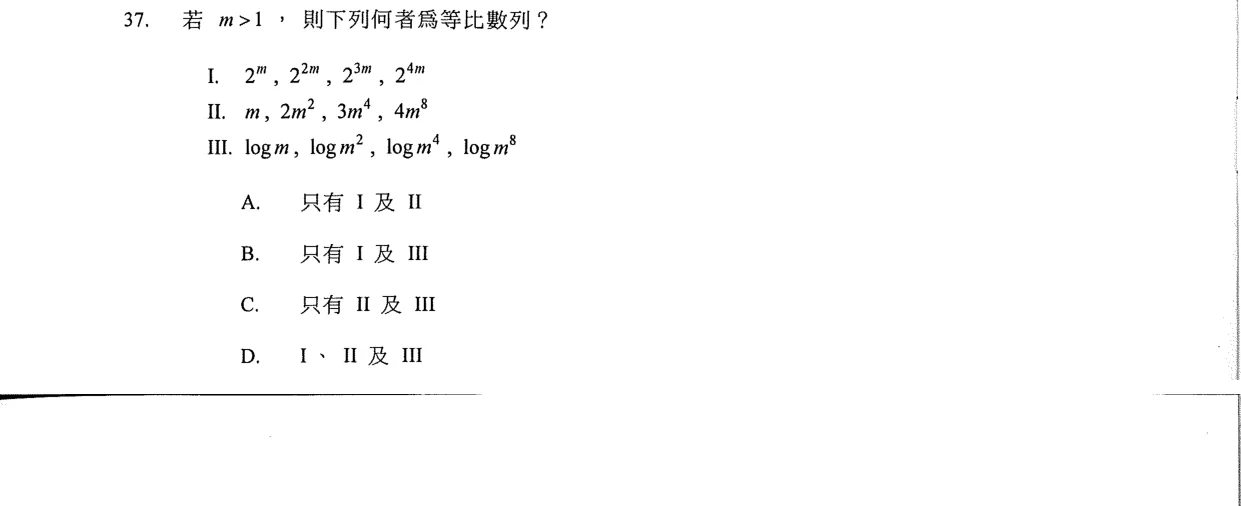 37. 若 m > 1 , 則下列何者為等比數列?
I. 2^m , 2^{2m} , 2^{3m} , 2^{4m}
II. m , 2m^2 , 3m^4 , 4m^8
III. log m , log m^2 , log m^4 , log m^8
A. 只有 I 及 II
B. 只有 I 及 III
C. 只有 II 及 III
D. I、II 及 III